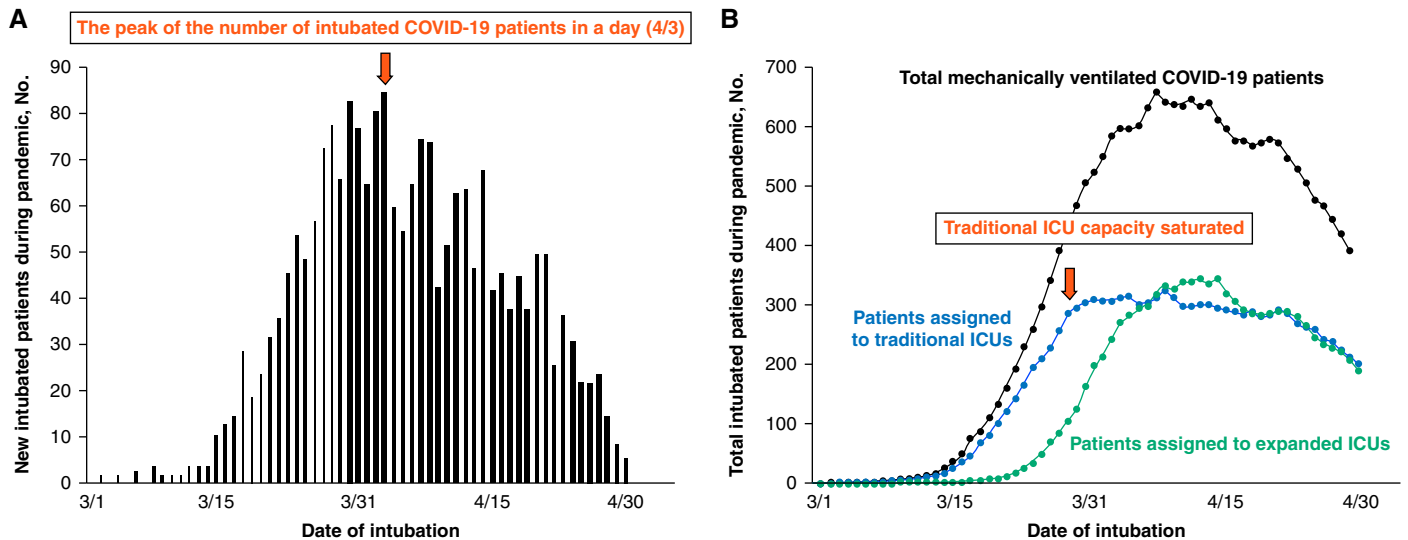 A
The peak of the number of intubated COVID-19 patients in a day (4/3)
New intubated patients during pandemic, No.
90
80
70
60
50
40
30
20
10
0
3/1
3/15
3/31
4/15
4/30
Date of intubation
B
Total mechanically ventilated COVID-19 patients
Traditional ICU capacity saturated
Patients assigned
to traditional ICUs
Patients assigned to expanded ICUs
Total intubated patients during pandemic, No.
700
600
500
400
300
200
100
0
3/1
3/15
3/31
4/15
4/30
Date of intubation